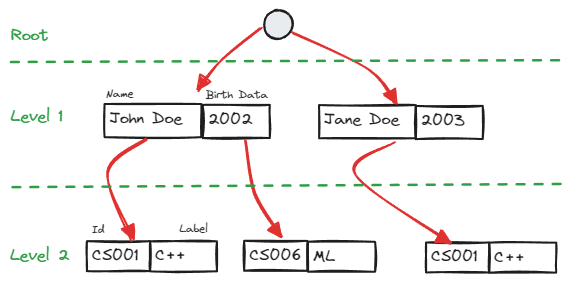 Root
Name Birth Data
Level 1 John Doe 2002 Jane Doe 2003
Id Label
Level 2 CS001 C++ CS006 ML CS001 C++